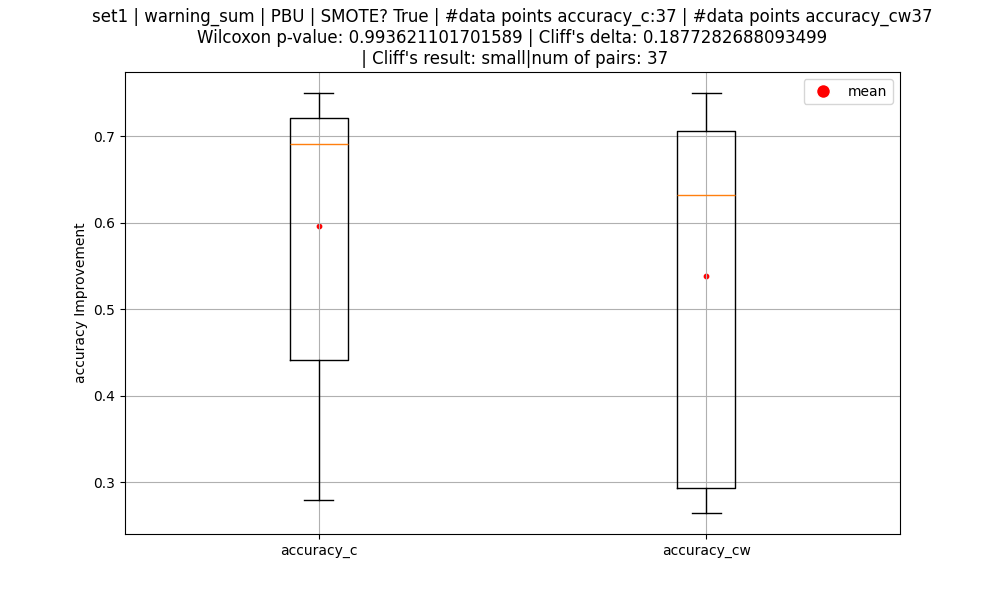 set1 | warning_sum | PBU | SMOTE? True | #data points accuracy_c:37 | #data points accuracy_cw37
Wilcoxon p-value: 0.993621101701589 | Cliff's delta: 0.1877282688093499
| Cliff's result: small|num of pairs: 37
mean
0.7
0.6
0.5
0.4
0.3
accuracy Improvement
accuracy_c
accuracy_cw